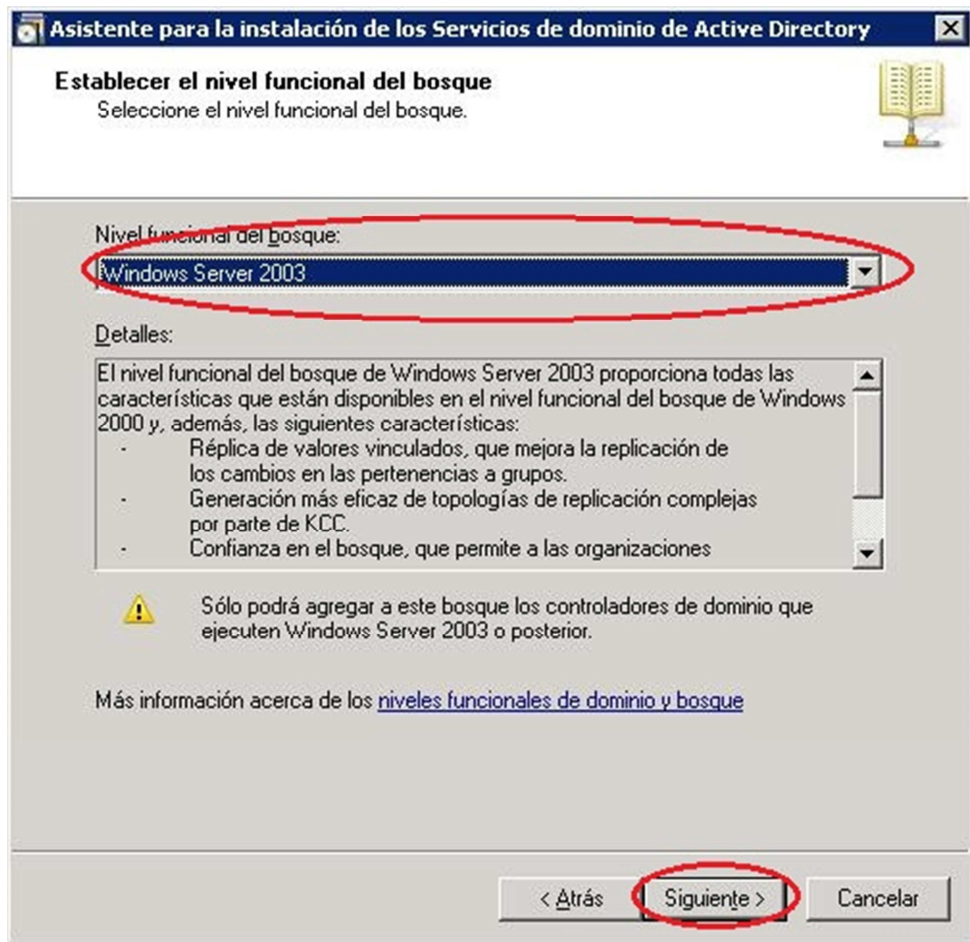 Asistente para la instalación de los Servicios de dominio de Active Directory
Establecer el nivel funcional del bosque
Seleccione el nivel funcional del bosque.
Nivel funcional del bosque:
Windows Server 2003
Detalles:
El nivel funcional del bosque de Windows Server 2003 proporciona todas las
características que están disponibles en el nivel funcional del bosque de Windows
2000 y, además, las siguientes características:
- Réplica de valores vinculados, que mejora la replicación de
los cambios en las pertenencias a grupos.
- Generación más eficaz de topologías de replicación complejas
por parte de KCC.
- Confianza en el bosque, que permite a las organizaciones
Sólo podrá agregar a este bosque los controladores de dominio que
ejecuten Windows Server 2003 o posterior.
Más información acerca de los niveles funcionales de dominio y bosque
< Atrás Siguiente > Cancelar